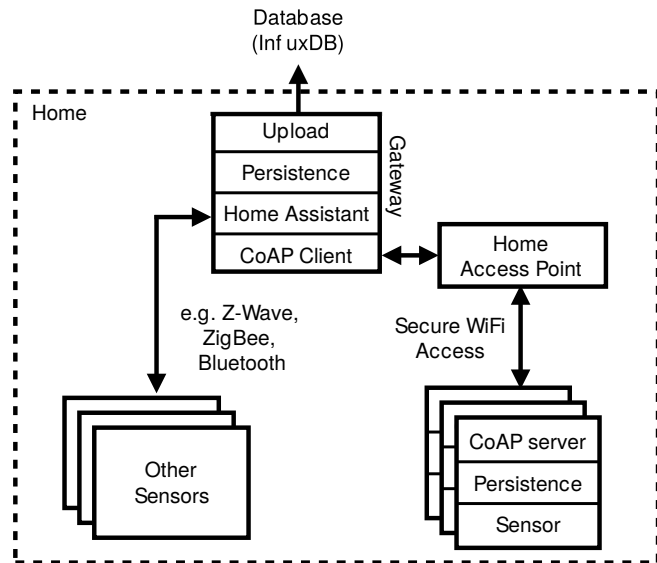 Database
(Inf uxDB)
Home
Upload
Persistence
Home Assistant
CoAP Client
Gateway
Home
Access Point
e.g. Z-Wave,
ZigBee,
Bluetooth
Secure WiFi
Access
Other
Sensors
CoAP server
Persistence
Sensor